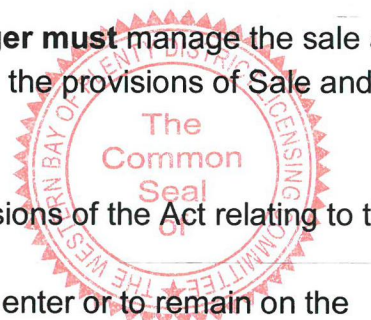 ger must manage the sale
the provisions of Sale and
The
Common
Seal
of
THE WESTERN BAY OF PLENTY DISTRICT LICENSING COMMITTEE
sions of the Act relating to t
enter or to remain on the